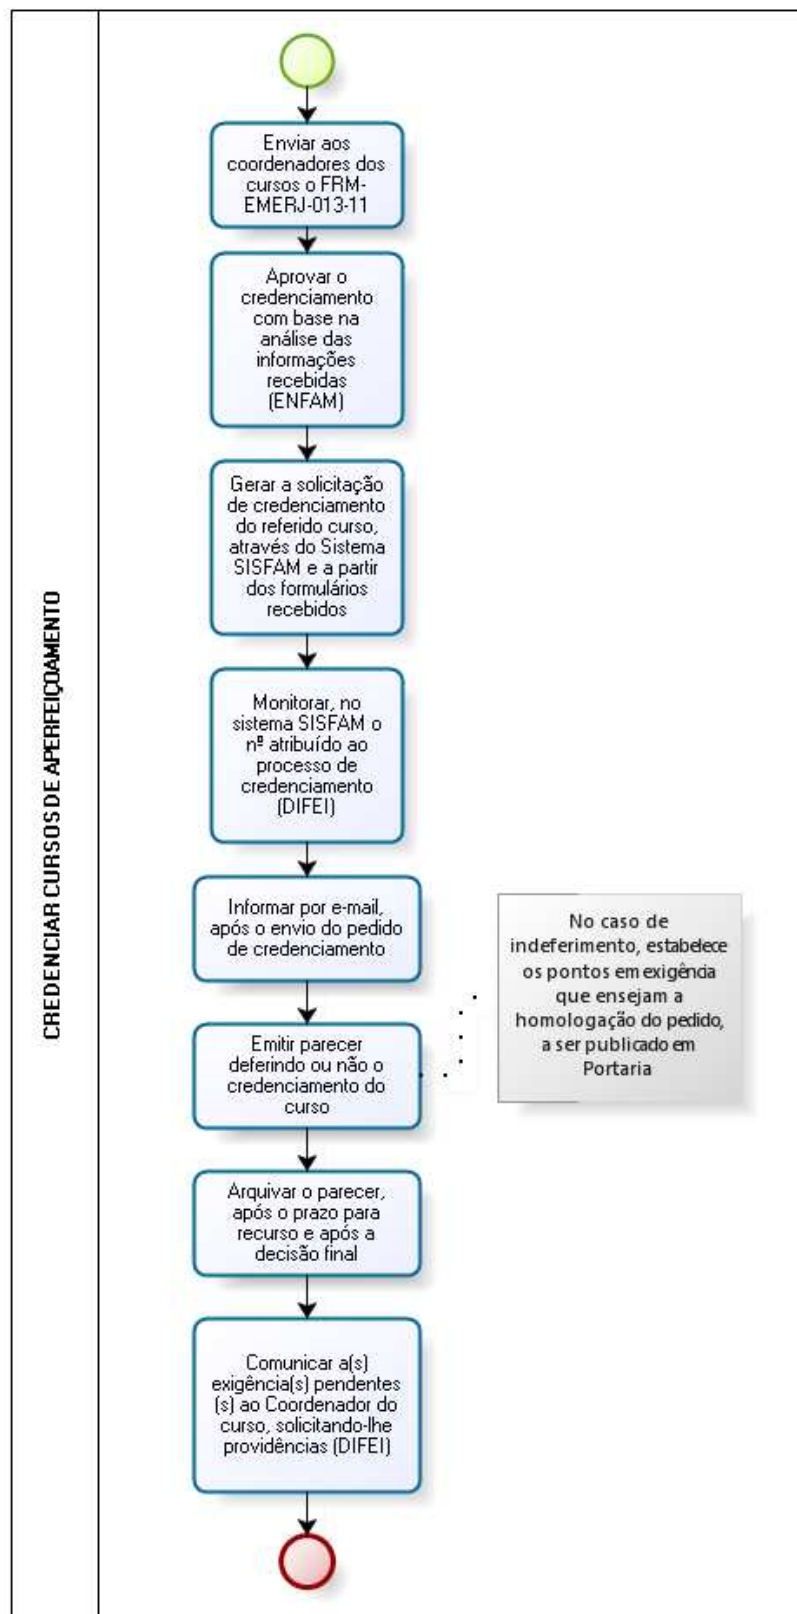 CREDENCIAR CURSOS DE APERFEIÇOAMENTO
Enviar aos
coordenadores dos
cursos o FRM-
EMERJ-013-11
Aprovar o
credenciamento
com base na
análise das
informações
recebidas
(ENFAM)
Gerar a solicitação
de credenciamento
do referido curso,
através do Sistema
SISFAM e a partir
dos formulários
recebidos
Monitorar, no
sistema SISFAM o
nº atribuído ao
processo de
credenciamento
(DIFEI)
Informar por e-mail,
após o envio do pedido
de credenciamento
Emitir parecer
deferindo ou não o
credenciamento do
curso
No caso de
indeferimento, estabelece
os pontos em exigência
que ensejam a
homologação do pedido,
a ser publicado em
Portaria
Arquivar o parecer,
após o prazo para
recurso e após a
decisão final
Comunicar a(s)
exigência(s) pendentes
(s) ao Coordenador do
curso, solicitando-lhe
providências (DIFEI)